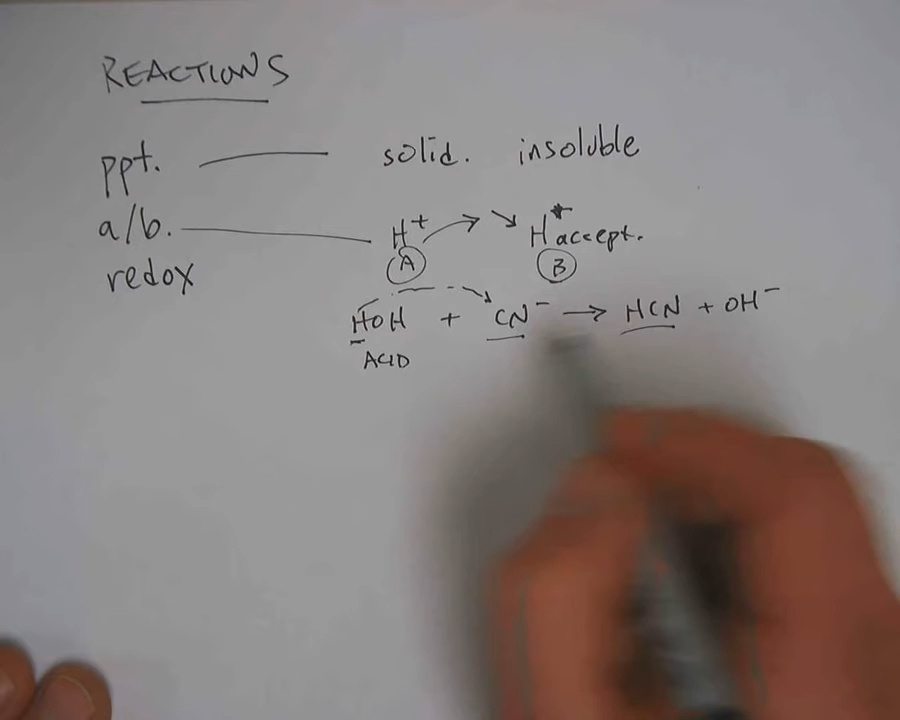 REACTIONS
ppt. — solid. insoluble
a/b. — H⁺ → → H⁺ accept.
A B
redox
HOH + CN⁻ → HCN + OH⁻
ACID